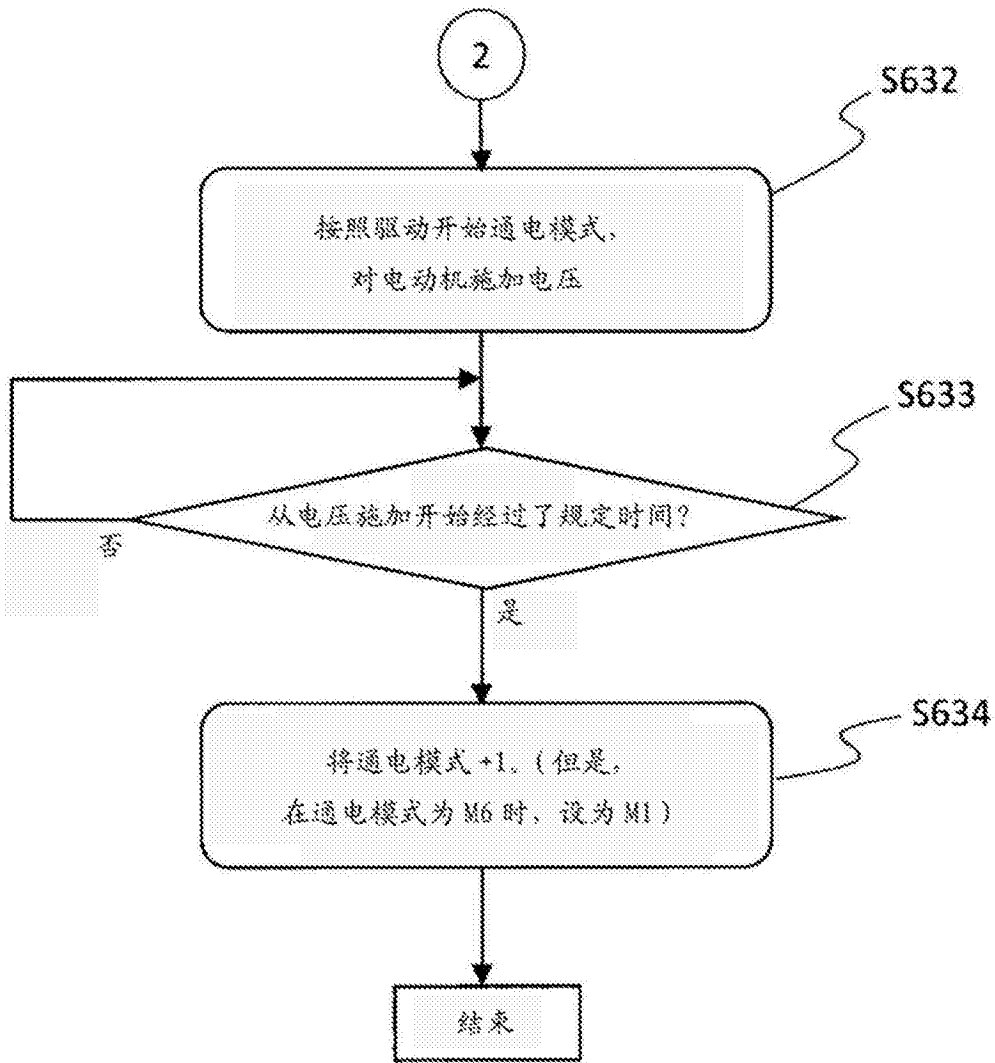 2
S632
按照驱动开始通电模式,
对电动机施加电压
S633
从电压施加开始经过了规定时间?
否
是
S634
将通电模式+1。(但是,
在通电模式为M6时、设为M1)
结束